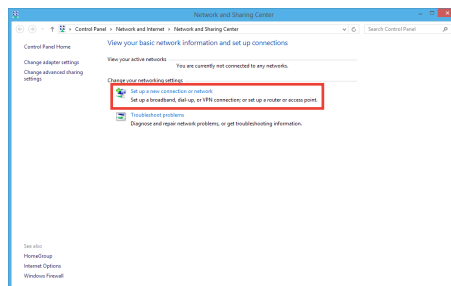 Network and Sharing Center
Control Panel Network and Internet Network and Sharing Center
Search Control Panel
Control Panel Home
Change adapter settings
Change advanced sharing
settings
View your basic network information and set up connections
View your active networks
You are currently not connected to any networks.
Change your networking settings
Set up a new connection or network
Set up a broadband, dial-up, or VPN connection; or set up a router or access point.
Troubleshoot problems
Diagnose and repair network problems, or get troubleshooting information.
See also
HomeGroup
Internet Options
Windows Firewall